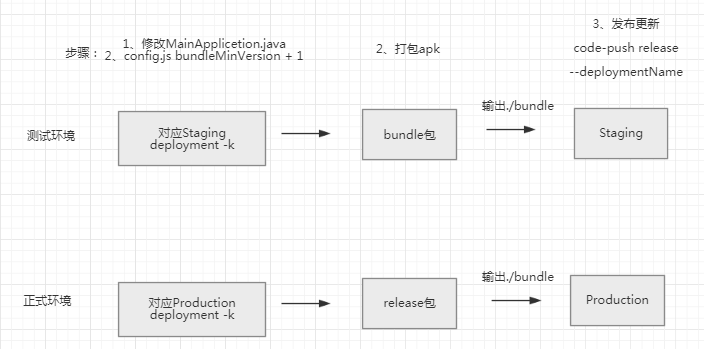 步骤：
1、修改MainApplicetion.java
2、config.js bundleMinVersion + 1
2、打包apk
3、发布更新
code-push release
--deploymentName
测试环境
对应Staging
deployment -k
bundle包
输出./bundle
Staging
正式环境
对应Production
deployment -k
release包
输出./bundle
Production